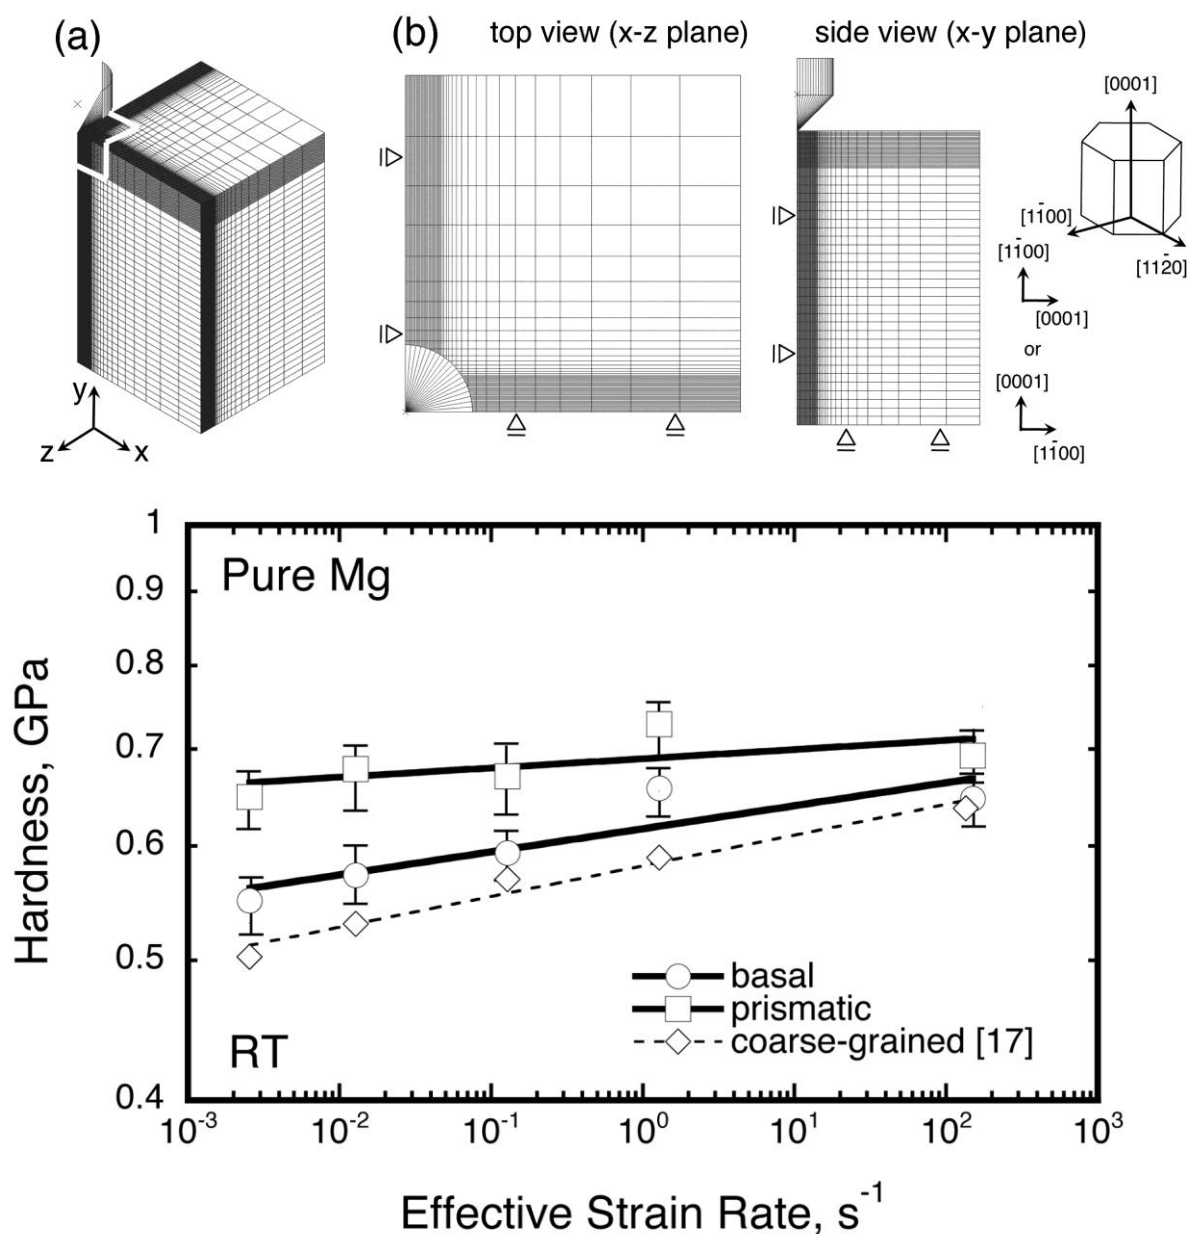 (a)
(b) top view (x-z plane) side view (x-y plane)
[0001]
[11̅00]
[112̅0]
[11̅00]
[0001]
or
[0001]
[11̅00]
y
z
x
1
0.9
0.8
0.7
0.6
0.5
0.4
Hardness, GPa
Pure Mg
basal
prismatic
coarse-grained [17]
RT
10⁻³ 10⁻² 10⁻¹ 10⁰ 10¹ 10² 10³
Effective Strain Rate, s⁻¹